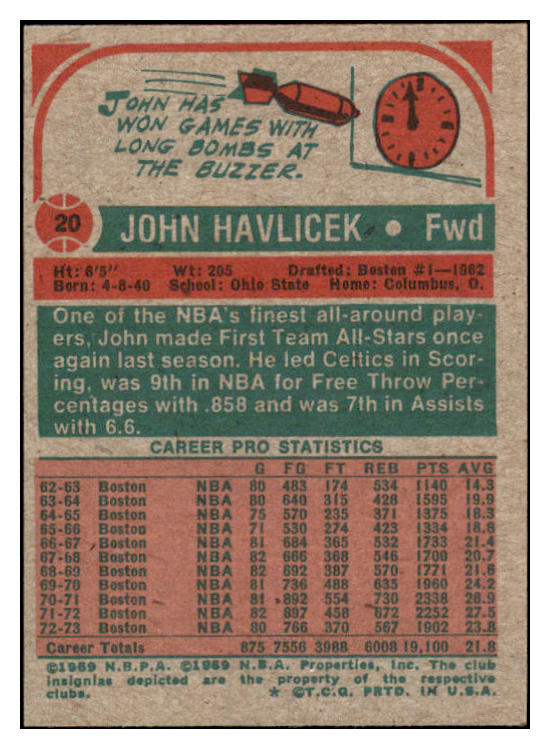 JOHN HAS
WON GAMES WITH
LONG BOMBS AT
THE BUZZER.
20 JOHN HAVLICEK • Fwd
Ht: 6'5" Wt: 205 Drafted: Boston #1—1962
Born: 4-8-40 School: Ohio State Home: Columbus, O.
One of the NBA's finest all-around play-
ers, John made First Team All-Stars once
again last season. He led Celtics in Scor-
ing, was 9th in NBA for Free Throw Per-
centages with .858 and was 7th in Assists
with 6.6.
CAREER PRO STATISTICS
G FG FT REB PTS AVG
62-63 Boston NBA 80 483 174 534 1140 14.3
63-64 Boston NBA 80 640 315 428 1595 19.9
64-65 Boston NBA 75 570 235 371 1375 18.3
65-66 Boston NBA 71 530 274 423 1334 18.8
66-67 Boston NBA 81 684 365 532 1733 21.4
67-68 Boston NBA 82 666 368 546 1700 20.7
68-69 Boston NBA 82 692 387 570 1771 21.6
69-70 Boston NBA 81 736 488 635 1960 24.2
70-71 Boston NBA 81 892 554 730 2338 28.9
71-72 Boston NBA 82 897 458 672 2252 27.5
72-73 Boston NBA 80 766 370 567 1902 23.8
Career Totals 875 7556 3988 6008 19,100 21.8
©1969 N.B.P.A. ©1969 N.B.A. Properties, Inc. The club
insignias depicted are the property of the respective
clubs. * ©T.C.G. PRTD. IN U.S.A.